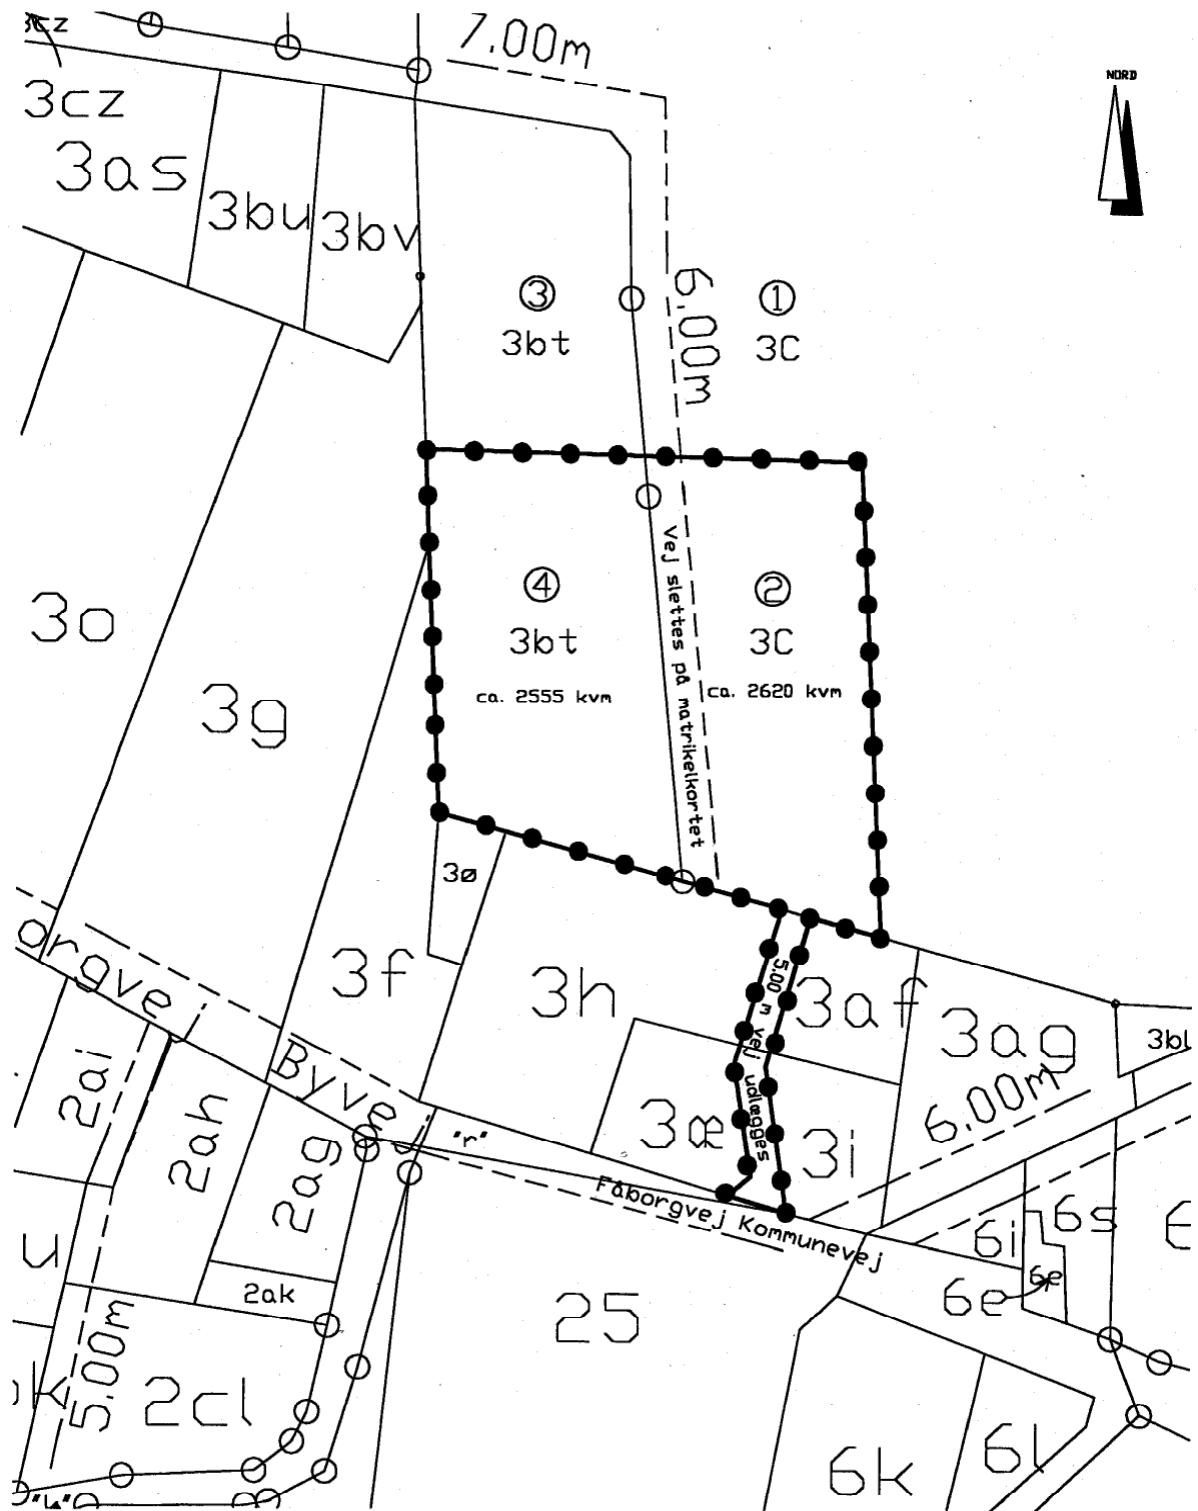 3cz
7.00m
NORD
3cz
3as
3bu
3bv
3
3bt
6.00m
1
3C
4
3bt
ca. 2555 kvm
Vej slettes på matrikelkortet
2
3C
ca. 2620 kvm
3o
3g
3ø
3f
3h
5.00 m vej udlægges
3af
3ag
3bl
orgvej
Byvej
6.00m
2ai
2ah
2ag
"r"
3æ
3i
Fåborgvej Kommunevej
6i
6s
6e
6p
2ak
25
5.00m
2cl
6k
6l